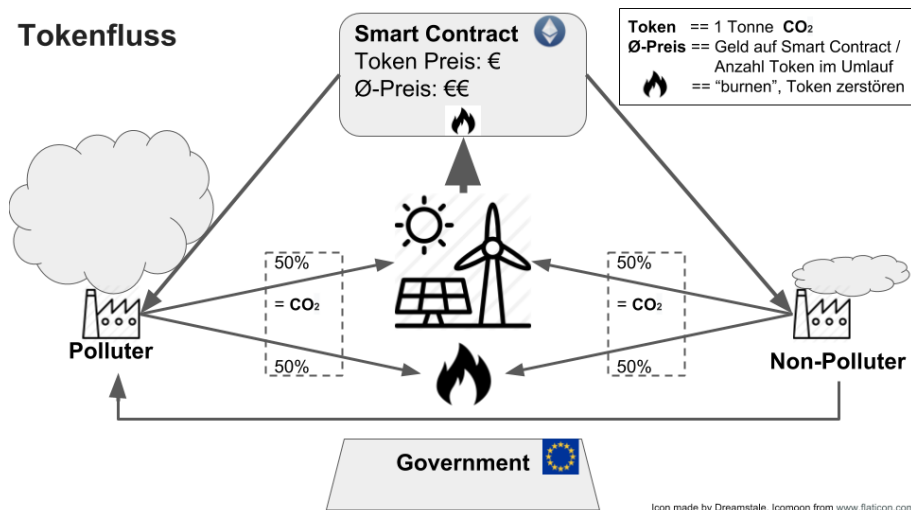 Tokenfluss
Smart Contract
Token Preis: €
Ø-Preis: €€
Token == 1 Tonne CO₂
Ø-Preis == Geld auf Smart Contract /
Anzahl Token im Umlauf
== “burnen”, Token zerstören
50%
= CO₂
50%
50%
= CO₂
50%
Polluter
Non-Polluter
Government
Icon made by Dreamstale, Icomoon from www.flaticon.com